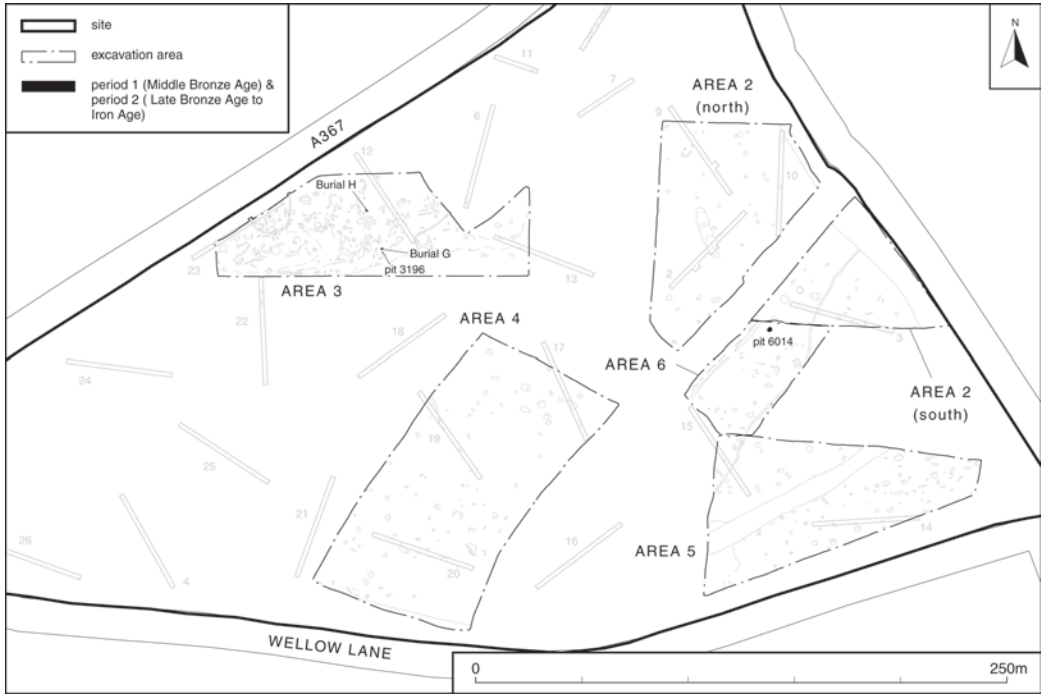 site
excavation area
period 1 (Middle Bronze Age) &
period 2 ( Late Bronze Age to
Iron Age)
N
A367
11
7
AREA 2
(north)
6
9
10
12
Burial H
Burial G
pit 3196
23
AREA 3
13
2
22
18
AREA 4
17
pit 6014
3
24
AREA 6
AREA 2
(south)
19
15
25
21
26
4
20
16
AREA 5
14
WELLOW LANE
0
250m